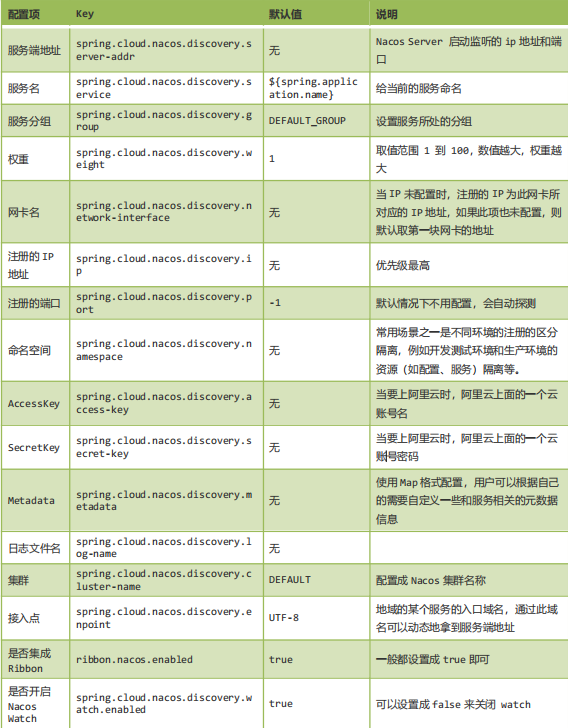 配置项 Key 默认值 说明
服务端地址 spring.cloud.nacos.discovery.s
erver-addr 无 Nacos Server 启动监听的 ip 地址和端
口
服务名 spring.cloud.nacos.discovery.s
ervice ${spring.applic
ation.name} 给当前的服务命名
服务分组 spring.cloud.nacos.discovery.g
roup DEFAULT_GROUP 设置服务所处的分组
权重 spring.cloud.nacos.discovery.w
eight 1 取值范围 1 到 100，数值越大，权重越
大
网卡名 spring.cloud.nacos.discovery.n
etwork-interface 无 当 IP 未配置时，注册的 IP 为此网卡所
对应的 IP 地址，如果此项也未配置，则
默认取第一块网卡的地址
注册的 IP
地址 spring.cloud.nacos.discovery.i
p 无 优先级最高
注册的端口 spring.cloud.nacos.discovery.p
ort -1 默认情况下不用配置，会自动探测
命名空间 spring.cloud.nacos.discovery.n
amespace 无 常用场景之一是不同环境的注册的区分
隔离，例如开发测试环境和生产环境的
资源（如配置、服务）隔离等。
AccessKey spring.cloud.nacos.discovery.a
ccess-key 无 当要上阿里云时，阿里云上面的一个云
账号名
SecretKey spring.cloud.nacos.discovery.s
ecret-key 无 当要上阿里云时，阿里云上面的一个云
账号密码
Metadata spring.cloud.nacos.discovery.m
etadata 无 使用 Map 格式配置，用户可以根据自己
的需要自定义一些和服务相关的元数据
信息
日志文件名 spring.cloud.nacos.discovery.l
og-name 无
集群 spring.cloud.nacos.discovery.c
luster-name DEFAULT 配置成 Nacos 集群名称
接入点 spring.cloud.nacos.discovery.e
npoint UTF-8 地域的某个服务的入口域名，通过此域
名可以动态地拿到服务端地址
是否集成
Ribbon ribbon.nacos.enabled true 一般都设置成 true 即可
是否开启
Nacos
Watch spring.cloud.nacos.discovery.w
atch.enabled true 可以设置成 false 来关闭 watch